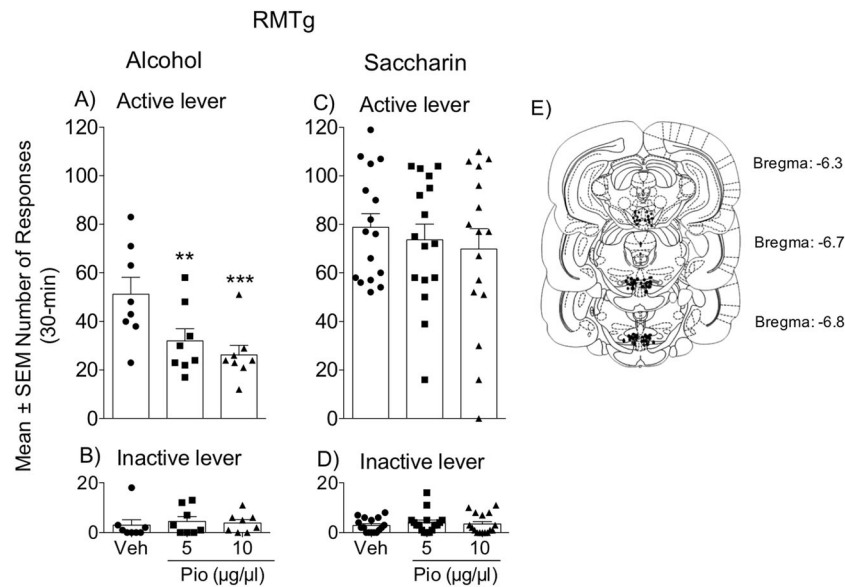 RMTg
Alcohol
Saccharin
A) Active lever
C) Active lever
E)
Mean ± SEM Number of Responses
(30-min)
120
100
80
60
40
20
0
**
***
120
100
80
60
40
20
0
Bregma: -6.3
Bregma: -6.7
Bregma: -6.8
B) Inactive lever
D) Inactive lever
20
10
0
20
10
0
Veh 5 10
Pio (µg/µl)
Veh 5 10
Pio (µg/µl)